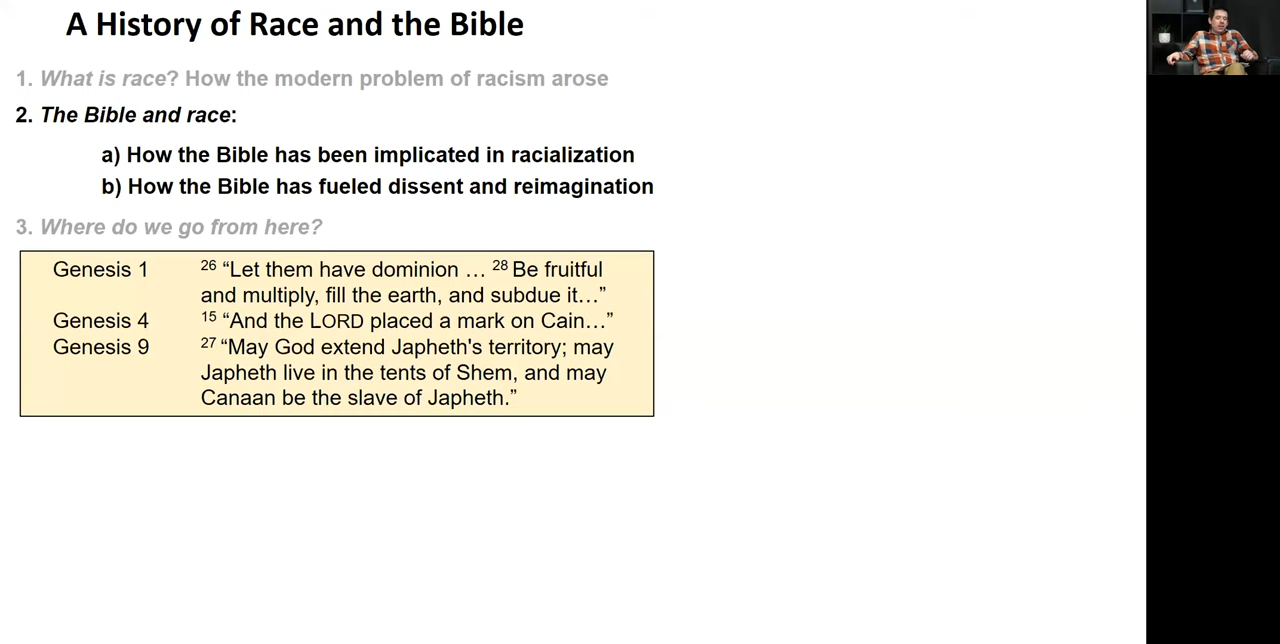 A History of Race and the Bible
1. What is race? How the modern problem of racism arose
2. The Bible and race:
a) How the Bible has been implicated in racialization
b) How the Bible has fueled dissent and reimagination
3. Where do we go from here?
Genesis 1 26 “Let them have dominion … 28 Be fruitful
and multiply, fill the earth, and subdue it…”
Genesis 4 15 “And the LORD placed a mark on Cain…”
Genesis 9 27 “May God extend Japheth's territory; may
Japheth live in the tents of Shem, and may
Canaan be the slave of Japheth.”